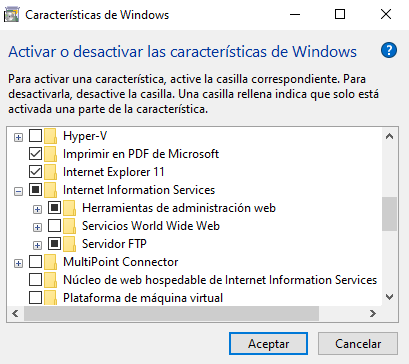 Características de Windows
Activar o desactivar las características de Windows
Para activar una característica, active la casilla correspondiente. Para
desactivarla, desactive la casilla. Una casilla rellena indica que solo está
activada una parte de la característica.
Hyper-V
Imprimir en PDF de Microsoft
Internet Explorer 11
Internet Information Services
Herramientas de administración web
Servicios World Wide Web
Servidor FTP
MultiPoint Connector
Núcleo de web hospedable de Internet Information Services
Plataforma de máquina virtual
Aceptar
Cancelar